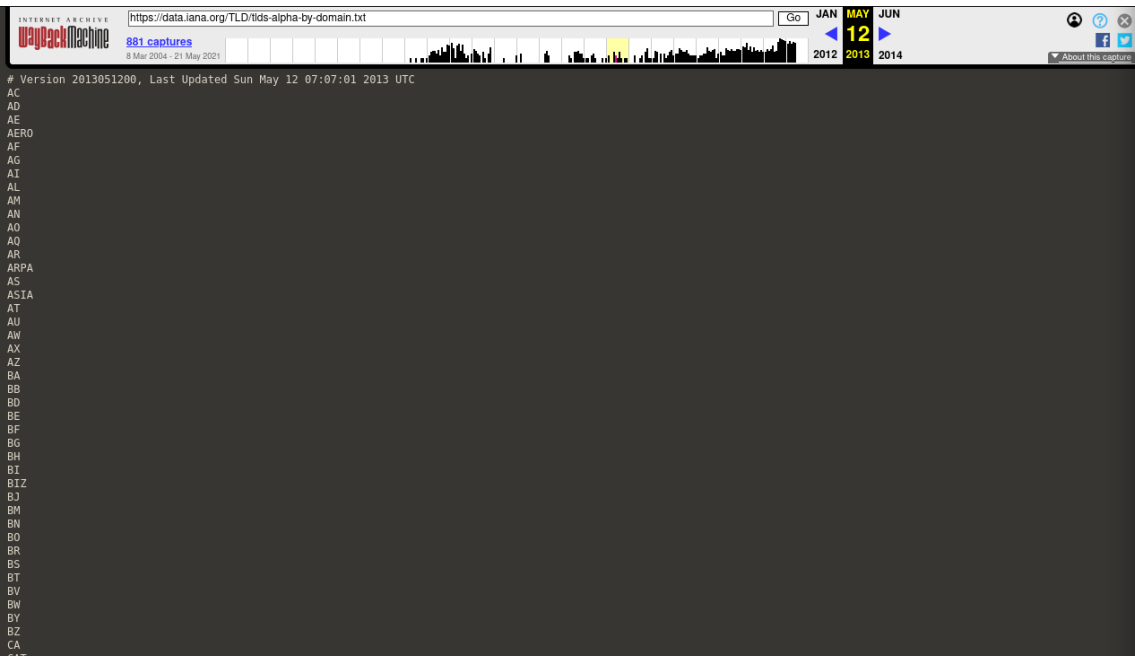 INTERNET ARCHIVE
WayBackMachine
https://data.iana.org/TLD/tlds-alpha-by-domain.txt
Go
JAN MAY JUN
12
2012 2013 2014
881 captures
8 Mar 2004 - 21 May 2021
About this capture
# Version 2013051200, Last Updated Sun May 12 07:07:01 2013 UTC
AC
AD
AE
AERO
AF
AG
AI
AL
AM
AN
AO
AQ
AR
ARPA
AS
ASIA
AT
AU
AW
AX
AZ
BA
BB
BD
BE
BF
BG
BH
BI
BIZ
BJ
BM
BN
BO
BR
BS
BT
BV
BW
BY
BZ
CA